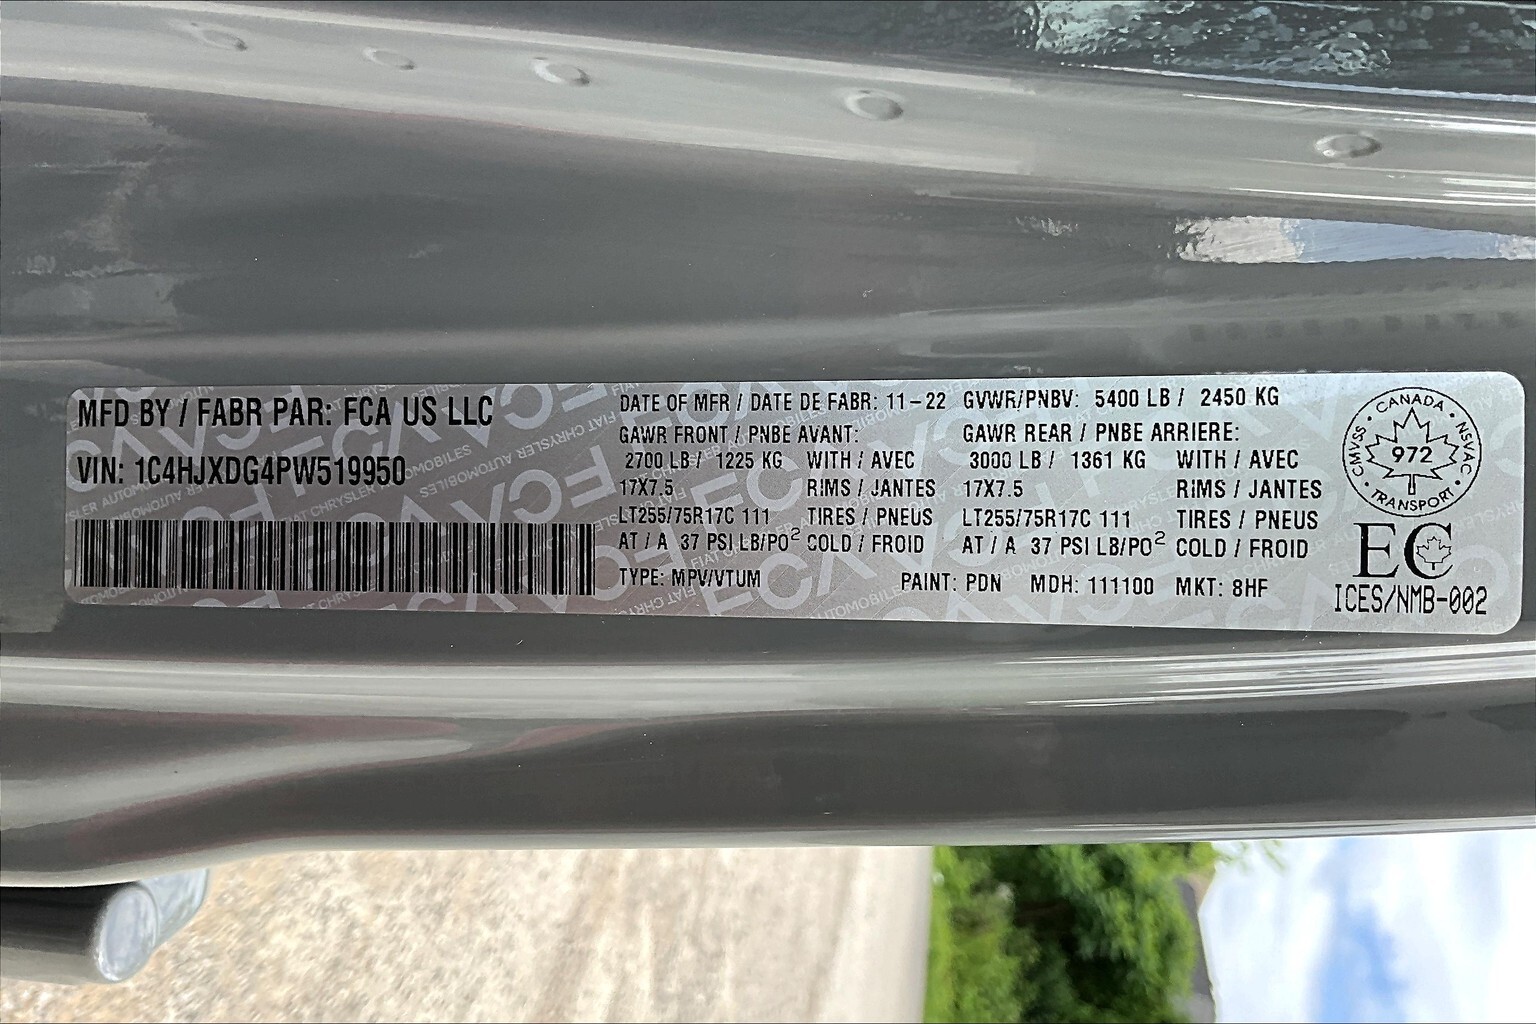 MFD BY / FABR PAR: FCA US LLC
VIN: 1C4HJXDG4PW519950
DATE OF MFR / DATE DE FABR: 11-22 GVWR/PNBV: 5400 LB / 2450 KG
GAWR FRONT / PNBE AVANT: GAWR REAR / PNBE ARRIERE:
2700 LB / 1225 KG WITH / AVEC 3000 LB / 1361 KG WITH / AVEC
17X7.5 RIMS / JANTES 17X7.5 RIMS / JANTES
LT255/75R17C 111 TIRES / PNEUS LT255/75R17C 111 TIRES / PNEUS
AT / A 37 PSI LB/PO² COLD / FROID AT / A 37 PSI LB/PO² COLD / FROID
TYPE: MPV/VTUM PAINT: PDN MDH: 111100 MKT: 8HF
CANADA · NSVAC · TRANSPORT · CMVSS ·
972
EC
ICES/NMB-002